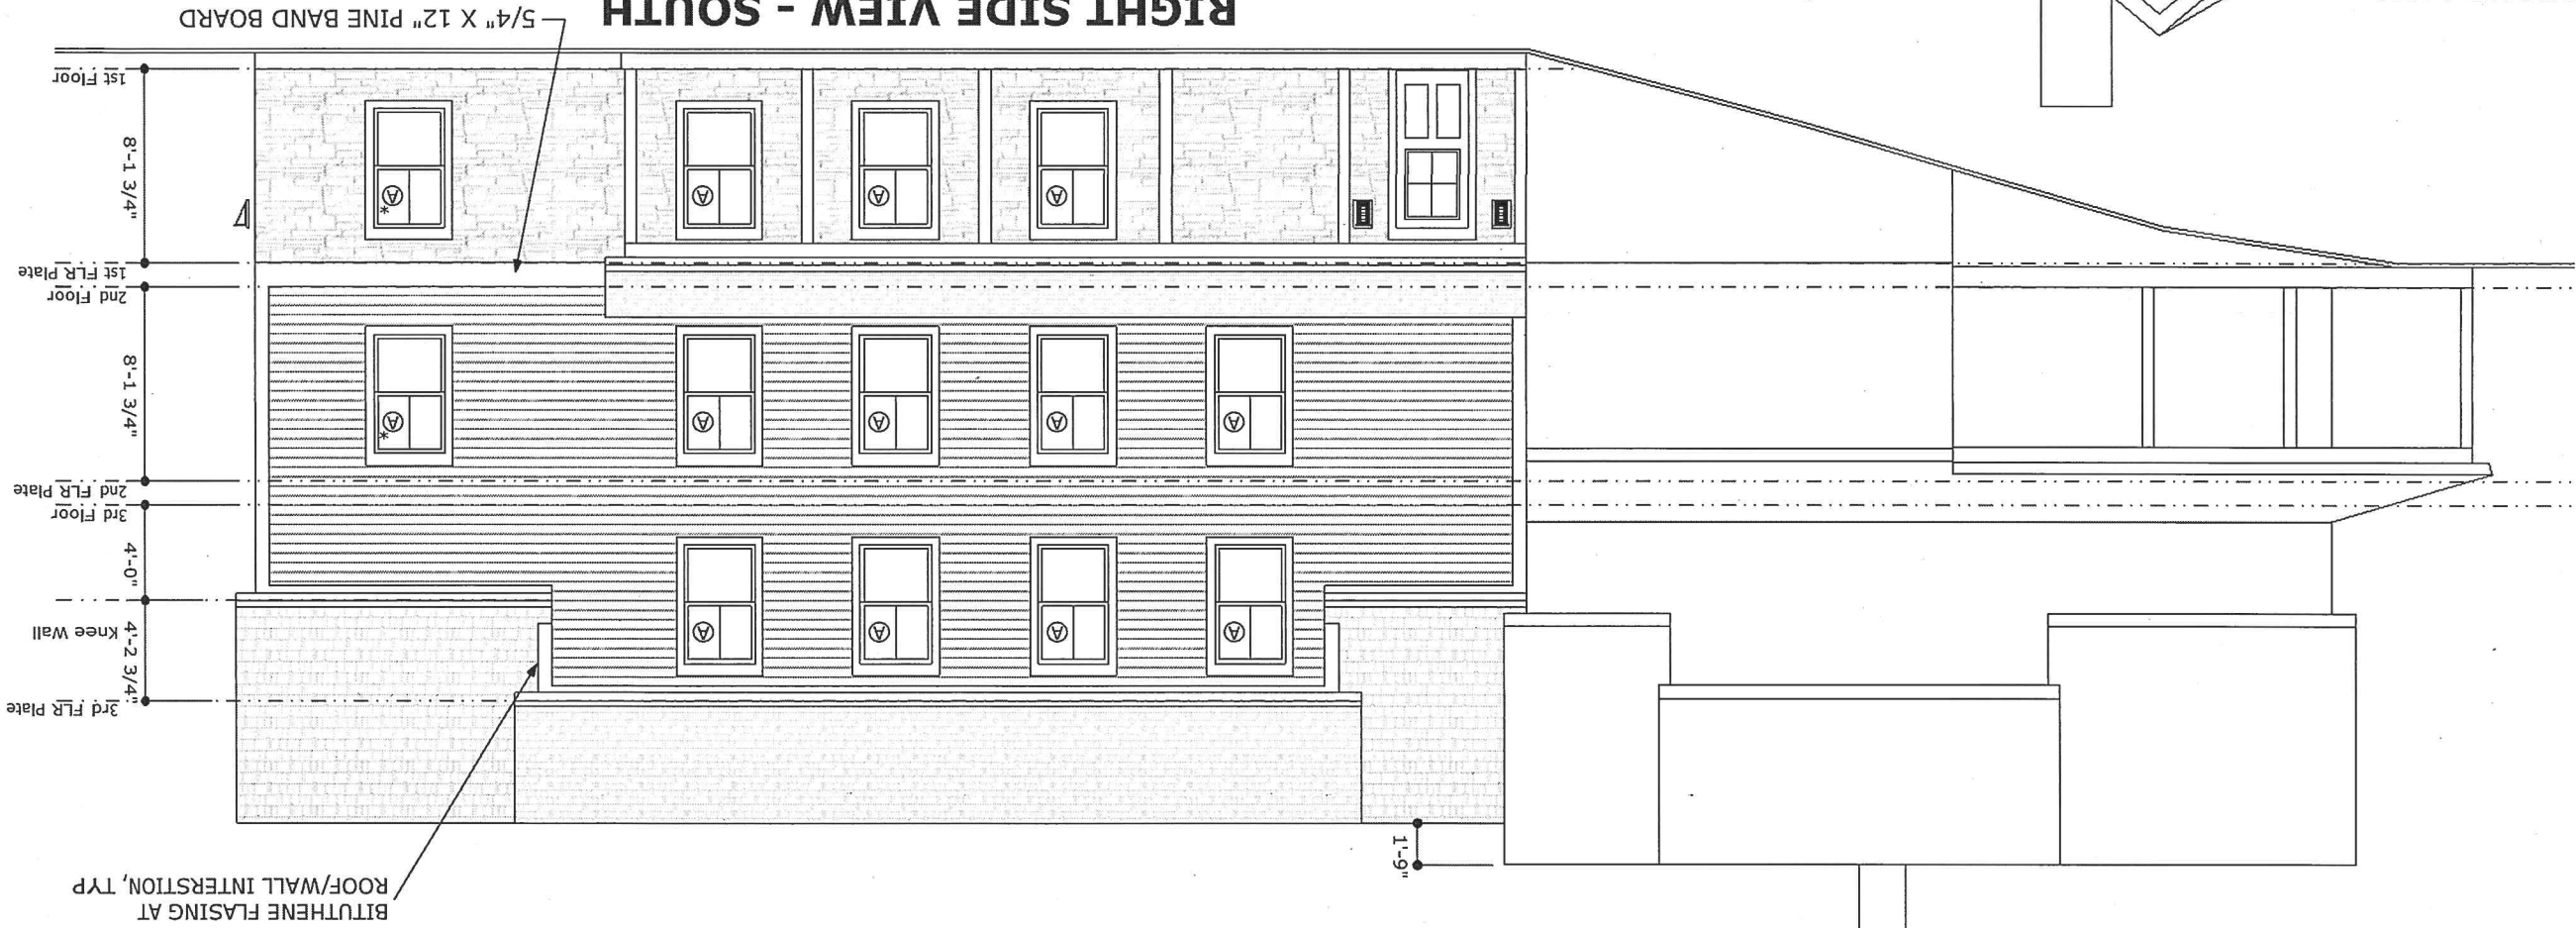 BITUTHENE FLASING AT
ROOF/WALL INTERSTION, TYP
1'-9"
3rd FLR Plate
4'-2 3/4"
Knee Wall
4'-0"
3rd Floor
2nd FLR Plate
8'-1 3/4"
2nd Floor
1st FLR Plate
8'-1 3/4"
1st Floor
A
A
A
A
A
A
A
A
A*
A
A
A
A*
5/4" X 12" PINE BAND BOARD
RIGHT SIDE VIEW - SOUTH